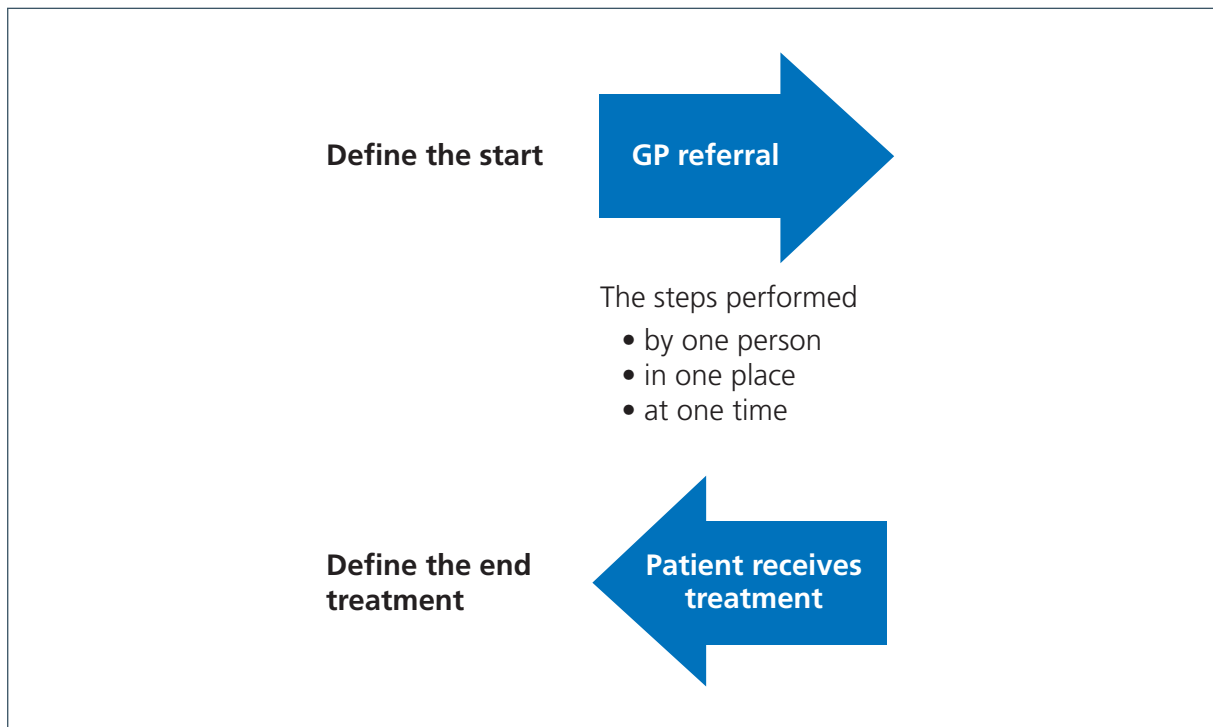 Define the start
GP referral
The steps performed
• by one person
• in one place
• at one time
Define the end
treatment
Patient receives
treatment